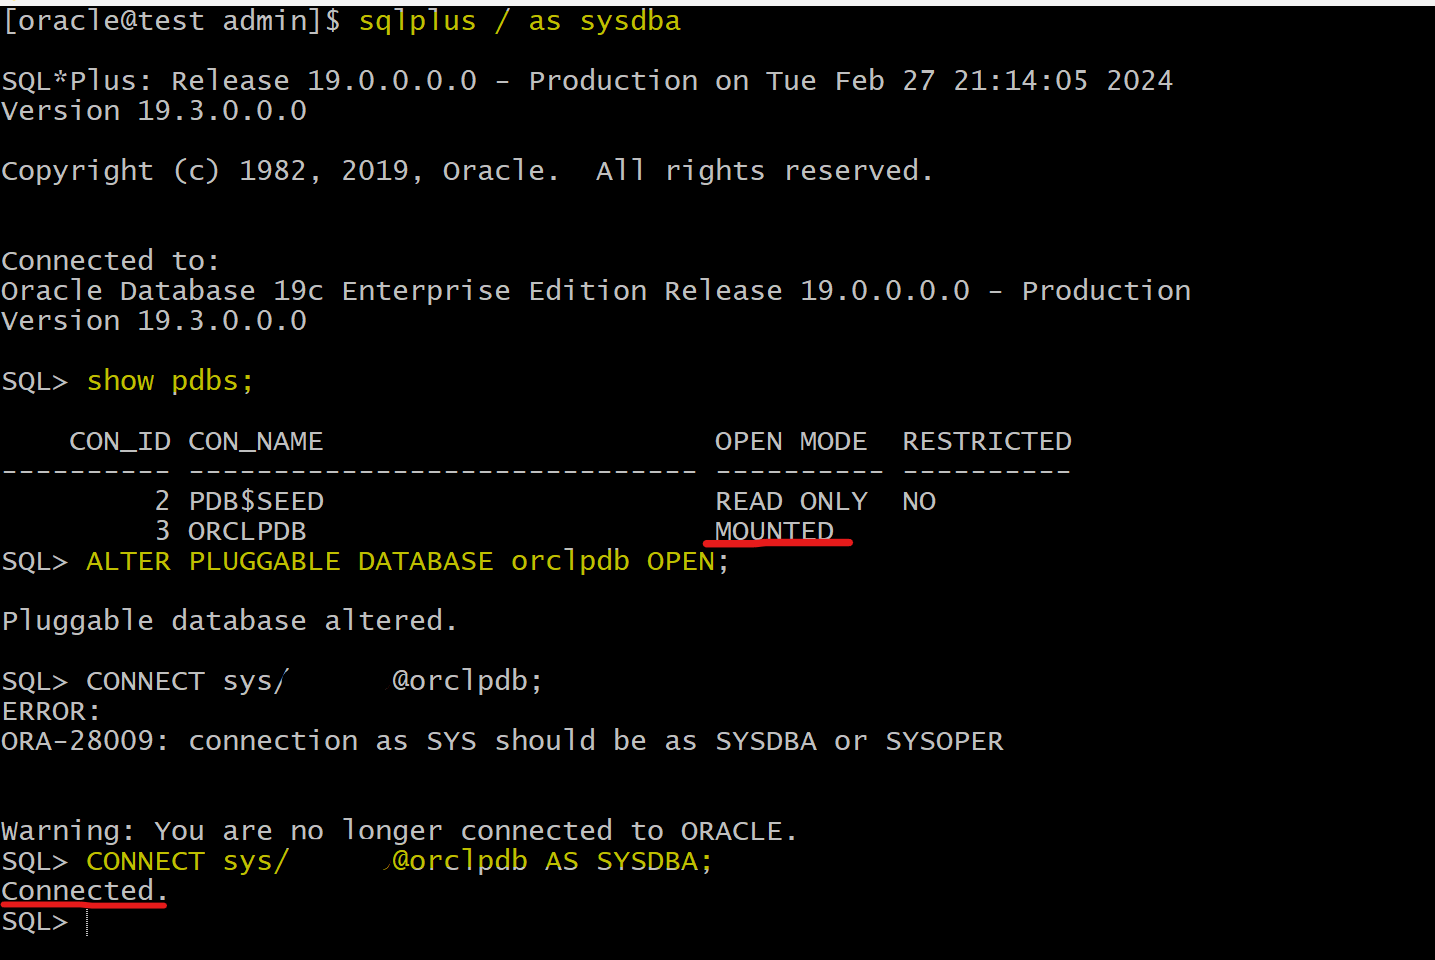 [oracle@test admin]$ sqlplus / as sysdba
SQL*Plus: Release 19.0.0.0.0 - Production on Tue Feb 27 21:14:05 2024
Version 19.3.0.0.0
Copyright (c) 1982, 2019, Oracle.  All rights reserved.
Connected to:
Oracle Database 19c Enterprise Edition Release 19.0.0.0.0 - Production
Version 19.3.0.0.0
SQL> show pdbs;
    CON_ID CON_NAME                       OPEN MODE  RESTRICTED
---------- ------------------------------ ---------- ----------
         2 PDB$SEED                       READ ONLY  NO
         3 ORCLPDB                        MOUNTED
SQL> ALTER PLUGGABLE DATABASE orclpdb OPEN;
Pluggable database altered.
SQL> CONNECT sys/      @orclpdb;
ERROR:
ORA-28009: connection as SYS should be as SYSDBA or SYSOPER
Warning: You are no longer connected to ORACLE.
SQL> CONNECT sys/      @orclpdb AS SYSDBA;
Connected.
SQL>